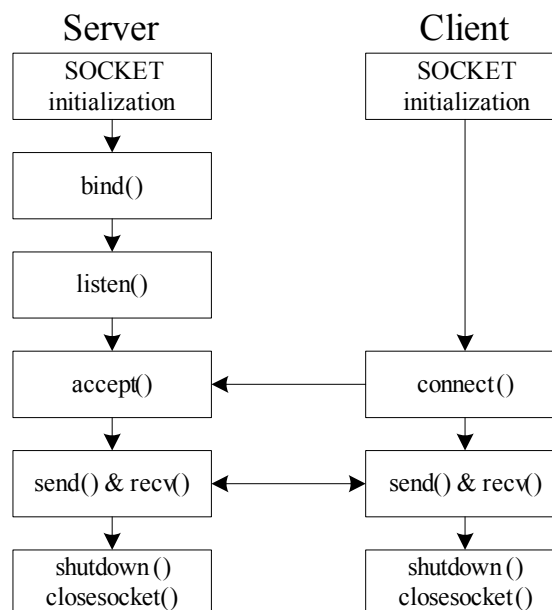 Server
SOCKET
initialization
bind()
listen()
accept()
send() & recv()
shutdown()
closesocket()
Client
SOCKET
initialization
connect()
send() & recv()
shutdown()
closesocket()